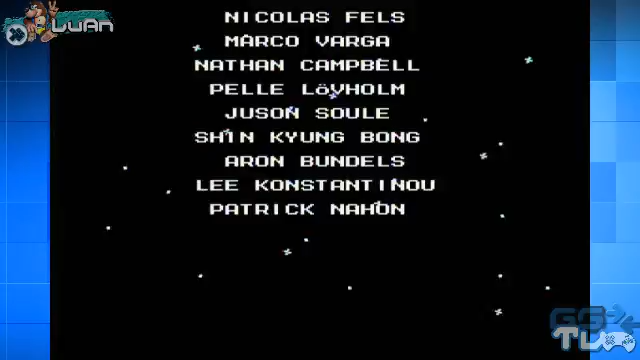 LUAN
NICOLAS FELS
MARCO VARGA
NATHAN CAMPBELL
PELLE LöVHOLM
JUSON SOULE
SHIN KYUNG BONG
ARON BUNDELS
LEE KONSTANTINOU
PATRICK NAHON